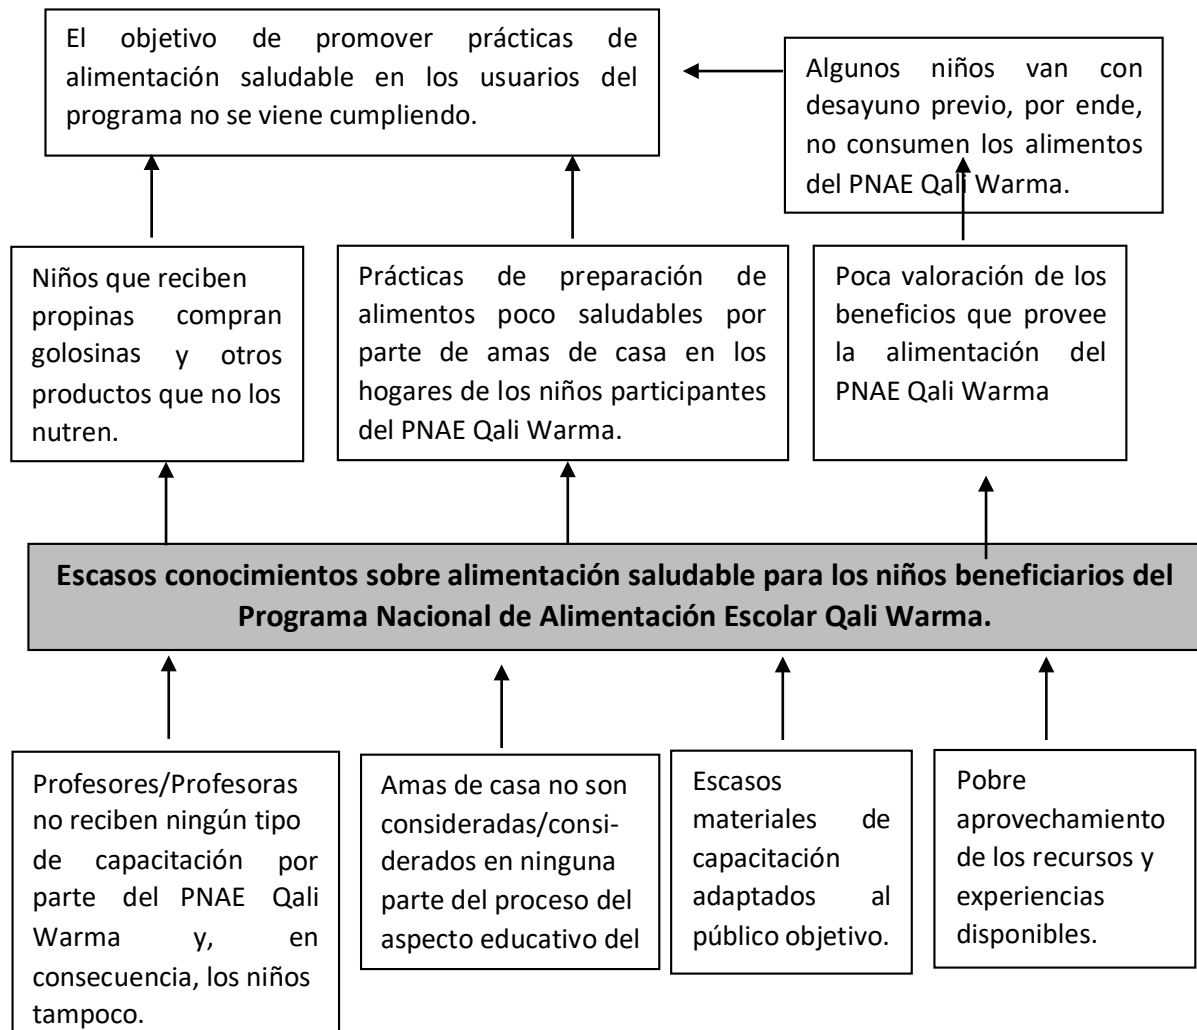 El objetivo de promover prácticas de
alimentación saludable en los usuarios del
programa no se viene cumpliendo.
Algunos niños van con
desayuno previo, por ende,
no consumen los alimentos
del PNAE Qali Warma.
Niños que reciben
propinas compran
golosinas y otros
productos que no los
nutren.
Prácticas de preparación de
alimentos poco saludables por
parte de amas de casa en los
hogares de los niños participantes
del PNAE Qali Warma.
Poca valoración de los
beneficios que provee
la alimentación del
PNAE Qali Warma
Escasos conocimientos sobre alimentación saludable para los niños beneficiarios del
Programa Nacional de Alimentación Escolar Qali Warma.
Profesores/Profesoras
no reciben ningún tipo
de capacitación por
parte del PNAE Qali
Warma y, en
consecuencia, los niños
tampoco.
Amas de casa no son
consideradas/consi-
derados en ninguna
parte del proceso del
aspecto educativo del
Escasos
materiales de
capacitación
adaptados al
público objetivo.
Pobre
aprovechamiento
de los recursos y
experiencias
disponibles.